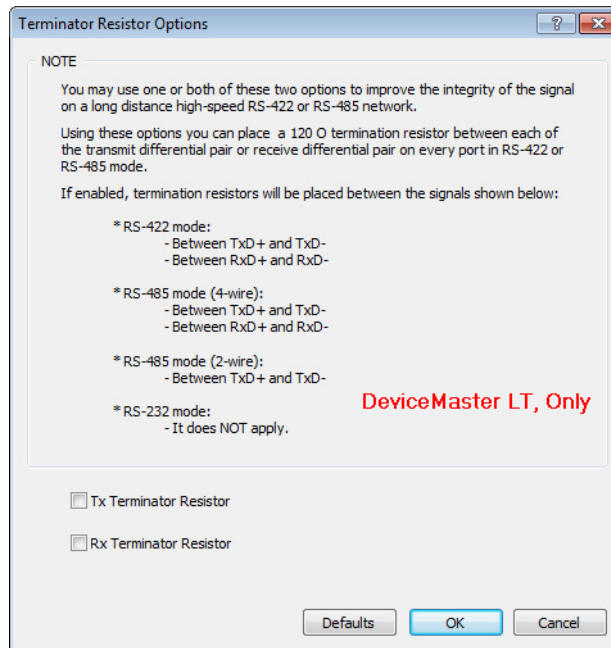 Terminator Resistor Options
NOTE
You may use one or both of these two options to improve the integrity of the signal
on a long distance high-speed RS-422 or RS-485 network.
Using these options you can place a 120 O termination resistor between each of
the transmit differential pair or receive differential pair on every port in RS-422 or
RS-485 mode.
If enabled, termination resistors will be placed between the signals shown below:
* RS-422 mode:
- Between TxD+ and TxD-
- Between RxD+ and RxD-
* RS-485 mode (4-wire):
- Between TxD+ and TxD-
- Between RxD+ and RxD-
* RS-485 mode (2-wire):
- Between TxD+ and TxD-
DeviceMaster LT, Only
* RS-232 mode:
- It does NOT apply.
Tx Terminator Resistor
Rx Terminator Resistor
Defaults OK Cancel